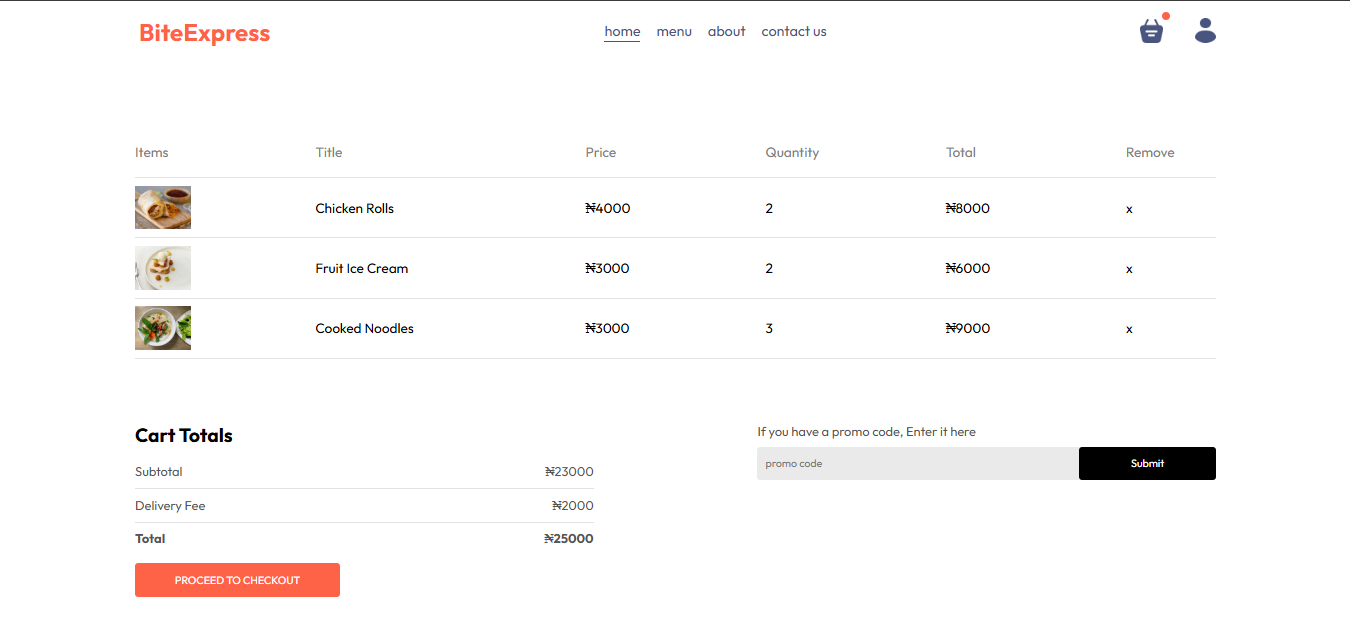 BiteExpress home menu about contact us
Items Title Price Quantity Total Remove
Chicken Rolls ₦4000 2 ₦8000 x
Fruit Ice Cream ₦3000 2 ₦6000 x
Cooked Noodles ₦3000 3 ₦9000 x
Cart Totals
Subtotal ₦23000
Delivery Fee ₦2000
Total ₦25000
PROCEED TO CHECKOUT
If you have a promo code, Enter it here
promo code Submit